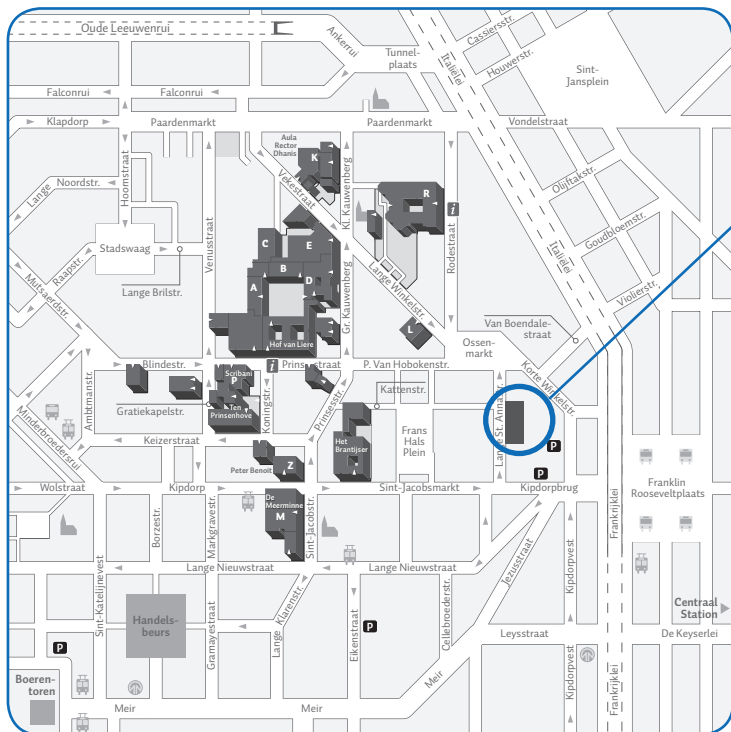 Oude Leeuwenrui
Ankerrui
Tunnel-
plaats
Italiëlei
Cassiersstr.
Houwerstr.
Sint-
Jansplein
Falconrui
Falconrui
Klapdorp
Paardenmarkt
Paardenmarkt
Vondelstraat
Aula
Rector
Dhanis
K
Lange
Noordstr.
Hoornstraat
Vekestraat
Kl. Kauwenberg
R
i
Olijftakstr.
Goudbloemstr.
Stadswaag
Venusstraat
C
E
B
A
D
Rodestraat
Italiëlei
Raapstr.
Lange Brilstr.
Mutsaerdstr.
Gr. Kauwenberg
Lange Winkelstr.
Violierstr.
L
Van Boendale-
straat
Hof van Liere
Ossen-
markt
Blindestr.
i
Prinsstraat
P. Van Hobokenstr.
Korte Winkelstr.
Scribani
P
Kattenstr.
Ambtmanstr.
Gratiekapelstr.
Ten
Prinsenhove
Koningstr.
Prinsesstr.
Lange St. Annastr.
Minderbroedersrui
Keizerstraat
Het
Brantijser
Frans
Hals
Plein
P
Peter Benoit
Z
P
Wolstraat
Kipdorp
Sint-Jacobsmarkt
Kipdorpbrug
Franklin
Rooseveltplaats
De
Meerminne
M
Borzestr.
Markgravestr.
Sint-Jacobstr.
Frankrijklei
Jezusstraat
Kipdorpvest
Sint-Katelijnevest
Lange Nieuwstraat
Lange Nieuwstraat
Handels-
beurs
Gramayestraat
Lange
Klarenstr.
Eikenstraat
P
Cellebroederstr.
Centraal
Station
Leysstraat
De Keyserlei
P
Boeren-
toren
Meir
Kipdorpvest
Frankrijklei
Meir
Meir